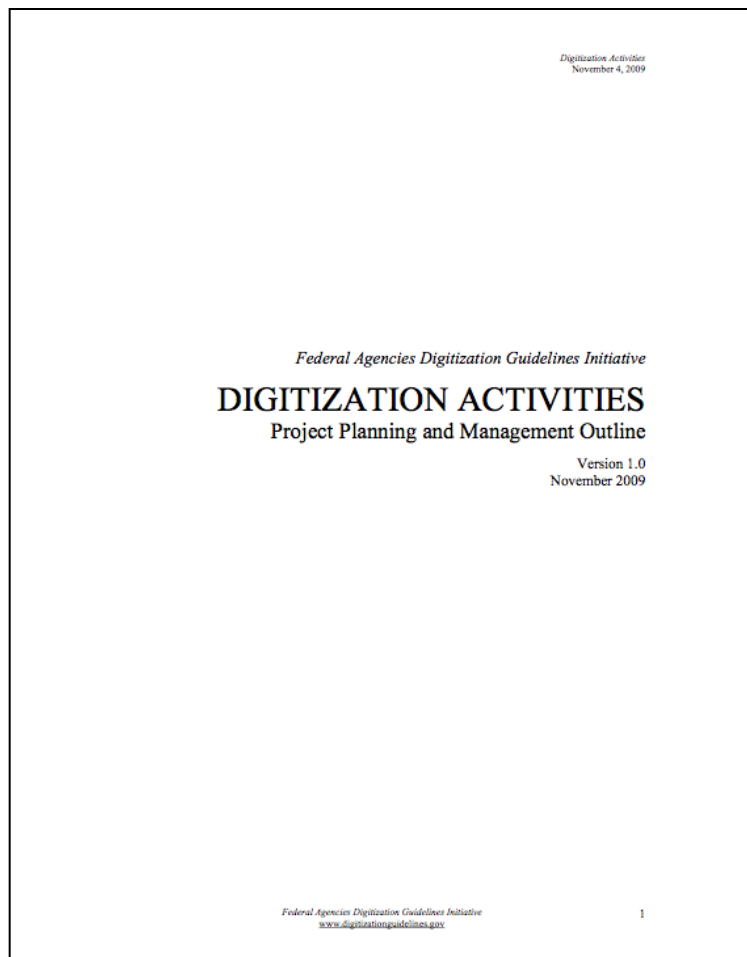 Digitization Activities
November 4, 2009
Federal Agencies Digitization Guidelines Initiative
DIGITIZATION ACTIVITIES
Project Planning and Management Outline
Version 1.0
November 2009
Federal Agencies Digitization Guidelines Initiative 1
www.digitizationguidelines.gov